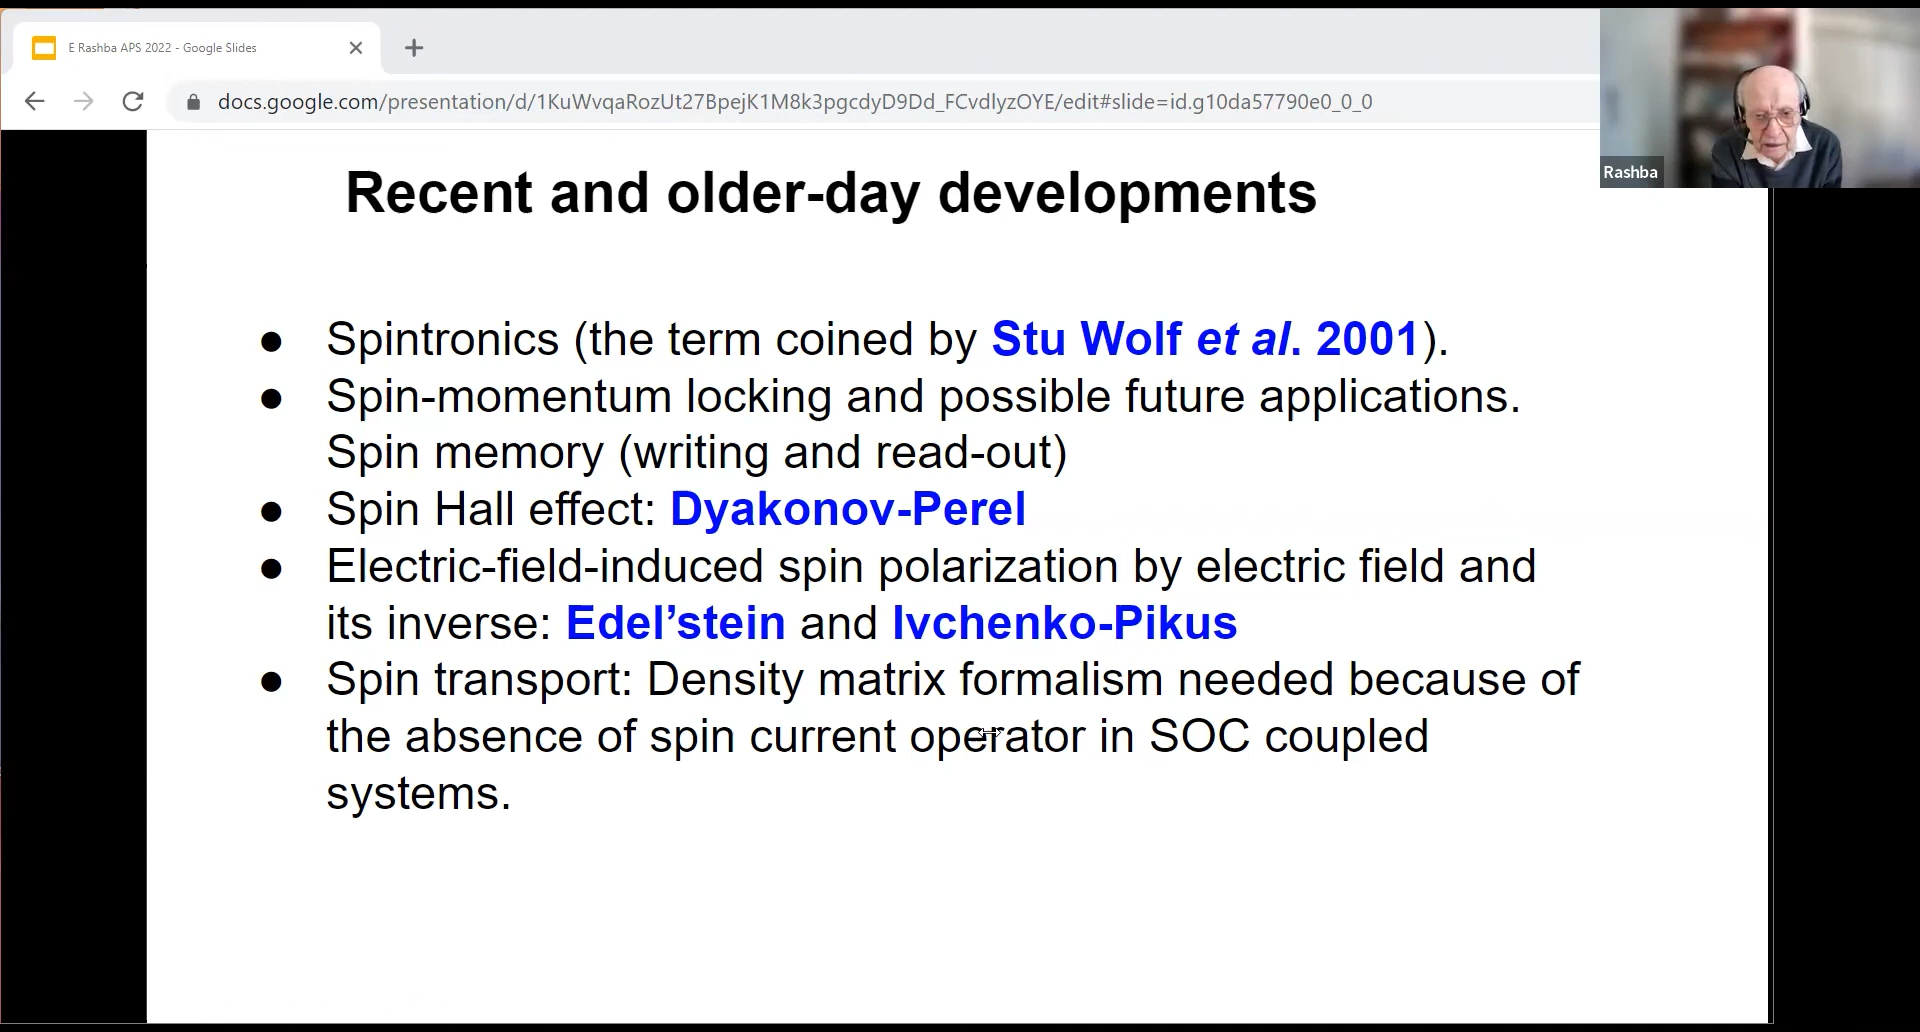 E Rashba APS 2022 - Google Slides
docs.google.com/presentation/d/1KuWvqaRozUt27BpejK1M8k3pgcdyD9Dd_FCvdlyzOYE/edit#slide=id.g10da57790e0_0_0
Rashba
Recent and older-day developments
● Spintronics (the term coined by Stu Wolf et al. 2001).
● Spin-momentum locking and possible future applications.
Spin memory (writing and read-out)
● Spin Hall effect: Dyakonov-Perel
● Electric-field-induced spin polarization by electric field and
its inverse: Edel’stein and Ivchenko-Pikus
● Spin transport: Density matrix formalism needed because of
the absence of spin current operator in SOC coupled
systems.